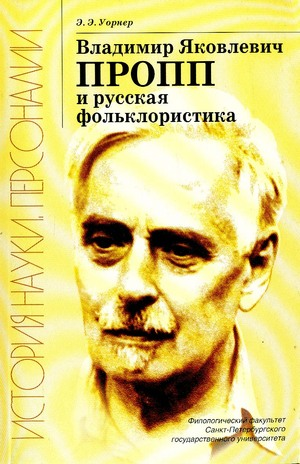 Э. Э. Уорнер
Владимир Яковлевич
ПРОПП
и русская
фольклористика
ИСТОРИЯ НАУКИ. ПЕРСОНАЛИИ
Филологический факультет
Санкт-Петербургского
государственного университета